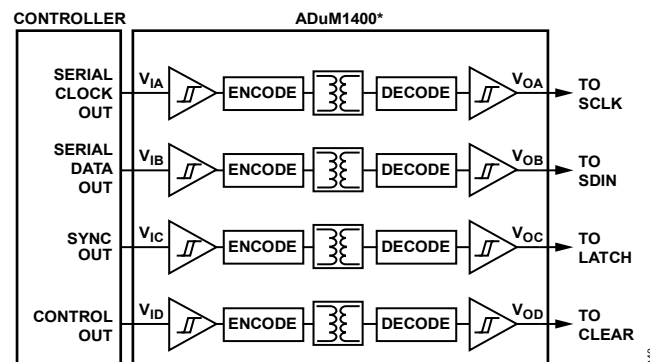 CONTROLLER
ADuM1400*
SERIAL
CLOCK
OUT
VIA
ENCODE
DECODE
VOA
TO
SCLK
SERIAL
DATA
OUT
VIB
ENCODE
DECODE
VOB
TO
SDIN
SYNC
OUT
VIC
ENCODE
DECODE
VOC
TO
LATCH
CONTROL
OUT
VID
ENCODE
DECODE
VOD
TO
CLEAR